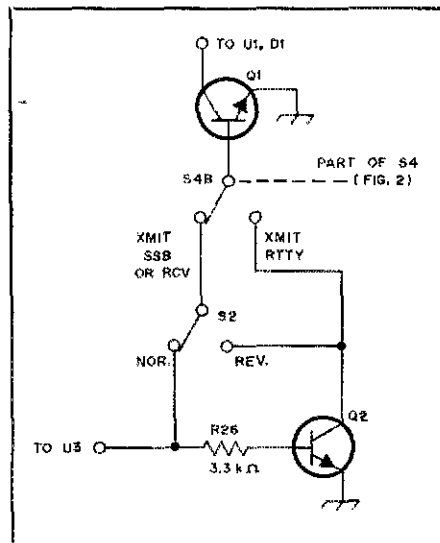 TO U1, D1
Q1
S4B
PART OF S4
(FIG. 2)
XMIT
SSB
OR RCV
XMIT
RTTY
S2
NOR.
REV.
Q2
R26
TO U3
3.3 kΩ